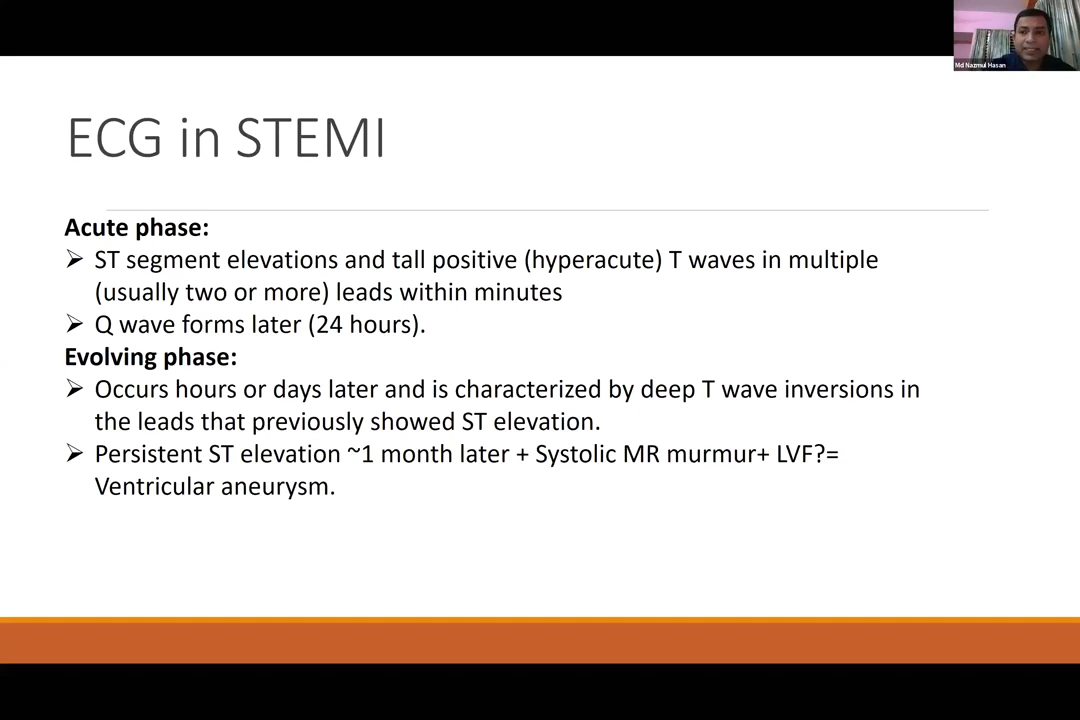 Md Nazmul Hasan
ECG in STEMI
Acute phase:
➢ ST segment elevations and tall positive (hyperacute) T waves in multiple
(usually two or more) leads within minutes
➢ Q wave forms later (24 hours).
Evolving phase:
➢ Occurs hours or days later and is characterized by deep T wave inversions in
the leads that previously showed ST elevation.
➢ Persistent ST elevation ~1 month later + Systolic MR murmur+ LVF?=
Ventricular aneurysm.